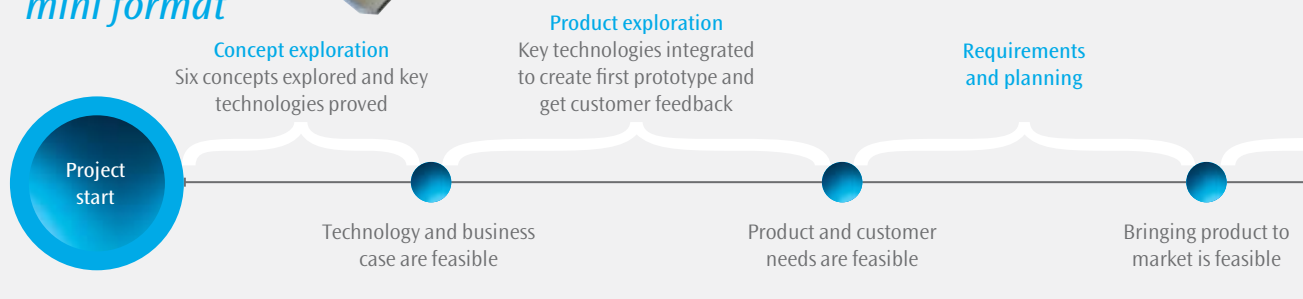 mini format
Concept exploration
Six concepts explored and key
technologies proved
Product exploration
Key technologies integrated
to create first prototype and
get customer feedback
Requirements
and planning
Project
start
Technology and business
case are feasible
Product and customer
needs are feasible
Bringing product to
market is feasible